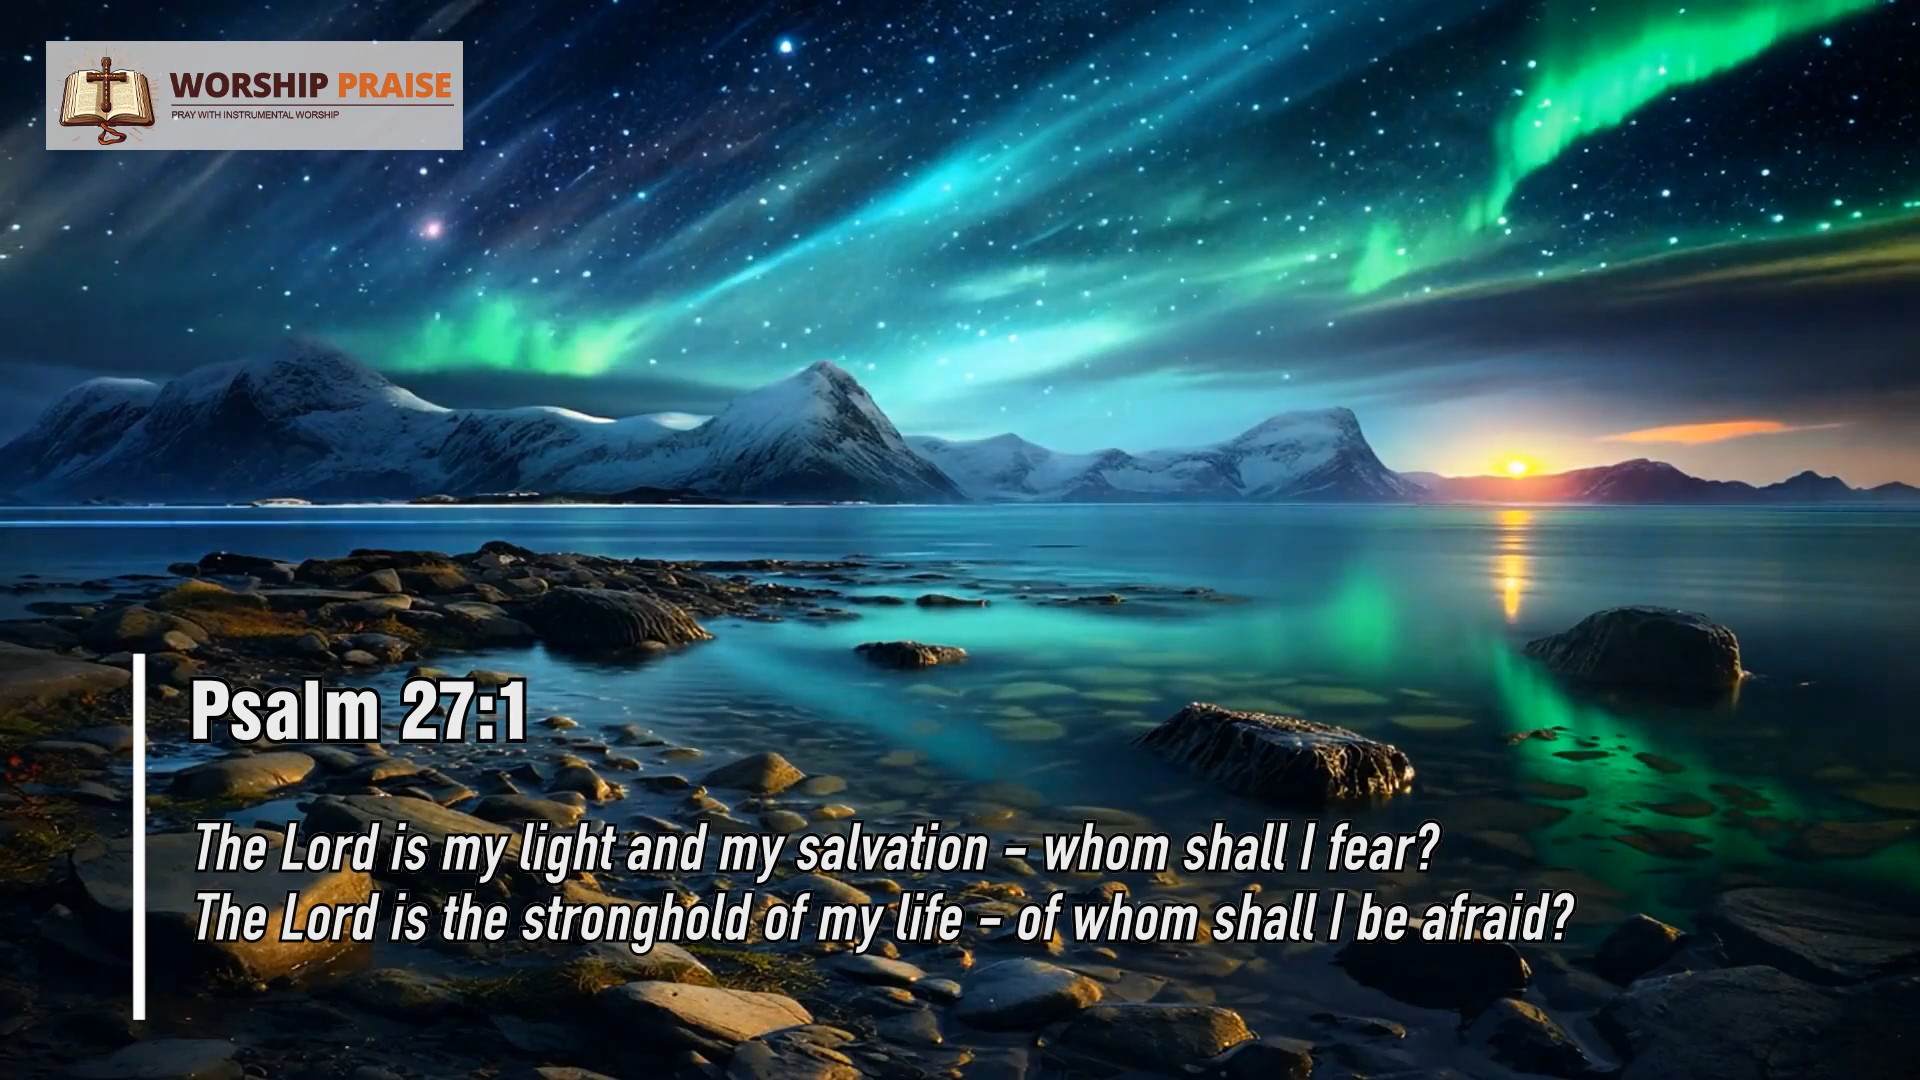 WORSHIP PRAISE
PRAY WITH INSTRUMENTAL WORSHIP
Psalm 27:1
The Lord is my light and my salvation – whom shall I fear?
The Lord is the stronghold of my life – of whom shall I be afraid?